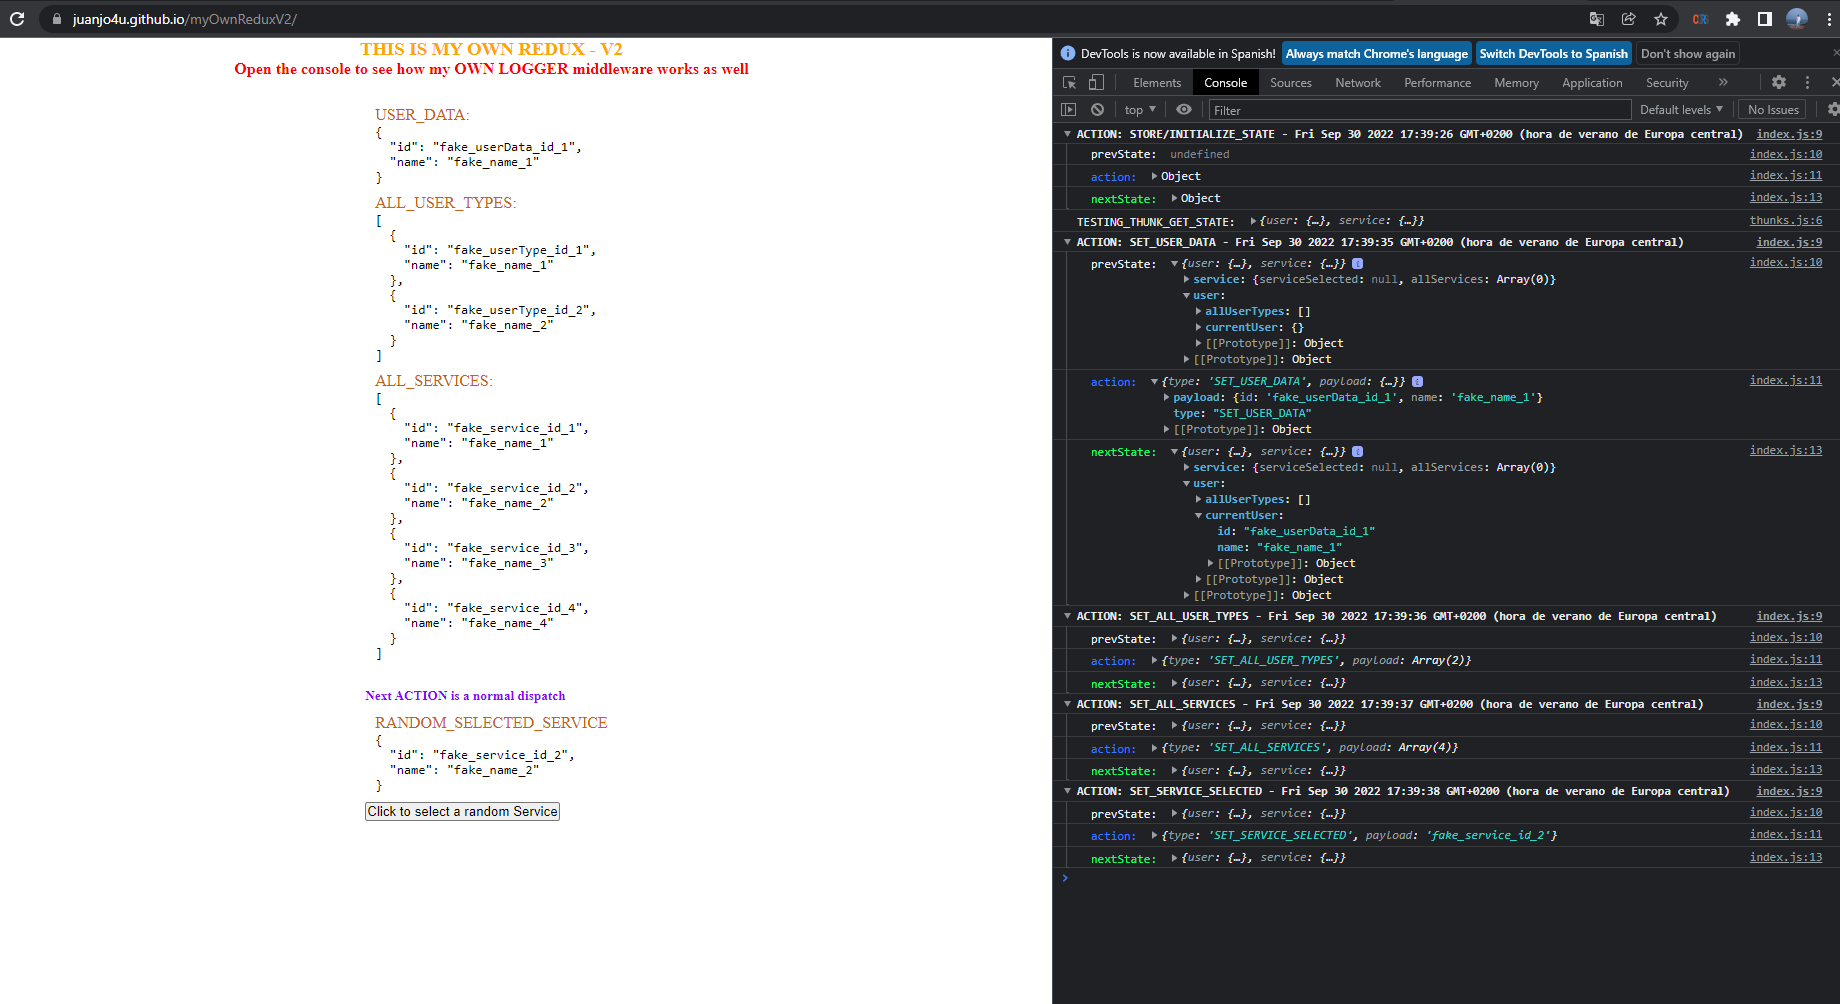 juanjo4u.github.io/myOwnReduxV2/
THIS IS MY OWN REDUX - V2
Open the console to see how my OWN LOGGER middleware works as well
USER_DATA:
{
"id": "fake_userData_id_1",
"name": "fake_name_1"
}
ALL_USER_TYPES:
[
{
"id": "fake_userType_id_1",
"name": "fake_name_1"
},
{
"id": "fake_userType_id_2",
"name": "fake_name_2"
}
]
ALL_SERVICES:
[
{
"id": "fake_service_id_1",
"name": "fake_name_1"
},
{
"id": "fake_service_id_2",
"name": "fake_name_2"
},
{
"id": "fake_service_id_3",
"name": "fake_name_3"
},
{
"id": "fake_service_id_4",
"name": "fake_name_4"
}
]
Next ACTION is a normal dispatch
RANDOM_SELECTED_SERVICE
{
"id": "fake_service_id_2",
"name": "fake_name_2"
}
Click to select a random Service
DevTools is now available in Spanish! Always match Chrome's language Switch DevTools to Spanish Don't show again
Elements Console Sources Network Performance Memory Application Security »
top Filter Default levels No Issues
ACTION: STORE/INITIALIZE_STATE - Fri Sep 30 2022 17:39:26 GMT+0200 (hora de verano de Europa central) index.js:9
prevState: undefined index.js:10
action: Object index.js:11
nextState: Object index.js:13
TESTING_THUNK_GET_STATE: {user: {…}, service: {…}} thunks.js:6
ACTION: SET_USER_DATA - Fri Sep 30 2022 17:39:35 GMT+0200 (hora de verano de Europa central) index.js:9
prevState: {user: {…}, service: {…}} i index.js:10
service: {serviceSelected: null, allServices: Array(0)}
user:
allUserTypes: []
currentUser: {}
[[Prototype]]: Object
[[Prototype]]: Object
action: {type: 'SET_USER_DATA', payload: {…}} i index.js:11
payload: {id: 'fake_userData_id_1', name: 'fake_name_1'}
type: "SET_USER_DATA"
[[Prototype]]: Object
nextState: {user: {…}, service: {…}} i index.js:13
service: {serviceSelected: null, allServices: Array(0)}
user:
allUserTypes: []
currentUser:
id: "fake_userData_id_1"
name: "fake_name_1"
[[Prototype]]: Object
[[Prototype]]: Object
[[Prototype]]: Object
ACTION: SET_ALL_USER_TYPES - Fri Sep 30 2022 17:39:36 GMT+0200 (hora de verano de Europa central) index.js:9
prevState: {user: {…}, service: {…}} index.js:10
action: {type: 'SET_ALL_USER_TYPES', payload: Array(2)} index.js:11
nextState: {user: {…}, service: {…}} index.js:13
ACTION: SET_ALL_SERVICES - Fri Sep 30 2022 17:39:37 GMT+0200 (hora de verano de Europa central) index.js:9
prevState: {user: {…}, service: {…}} index.js:10
action: {type: 'SET_ALL_SERVICES', payload: Array(4)} index.js:11
nextState: {user: {…}, service: {…}} index.js:13
ACTION: SET_SERVICE_SELECTED - Fri Sep 30 2022 17:39:38 GMT+0200 (hora de verano de Europa central) index.js:9
prevState: {user: {…}, service: {…}} index.js:10
action: {type: 'SET_SERVICE_SELECTED', payload: 'fake_service_id_2'} index.js:11
nextState: {user: {…}, service: {…}} index.js:13